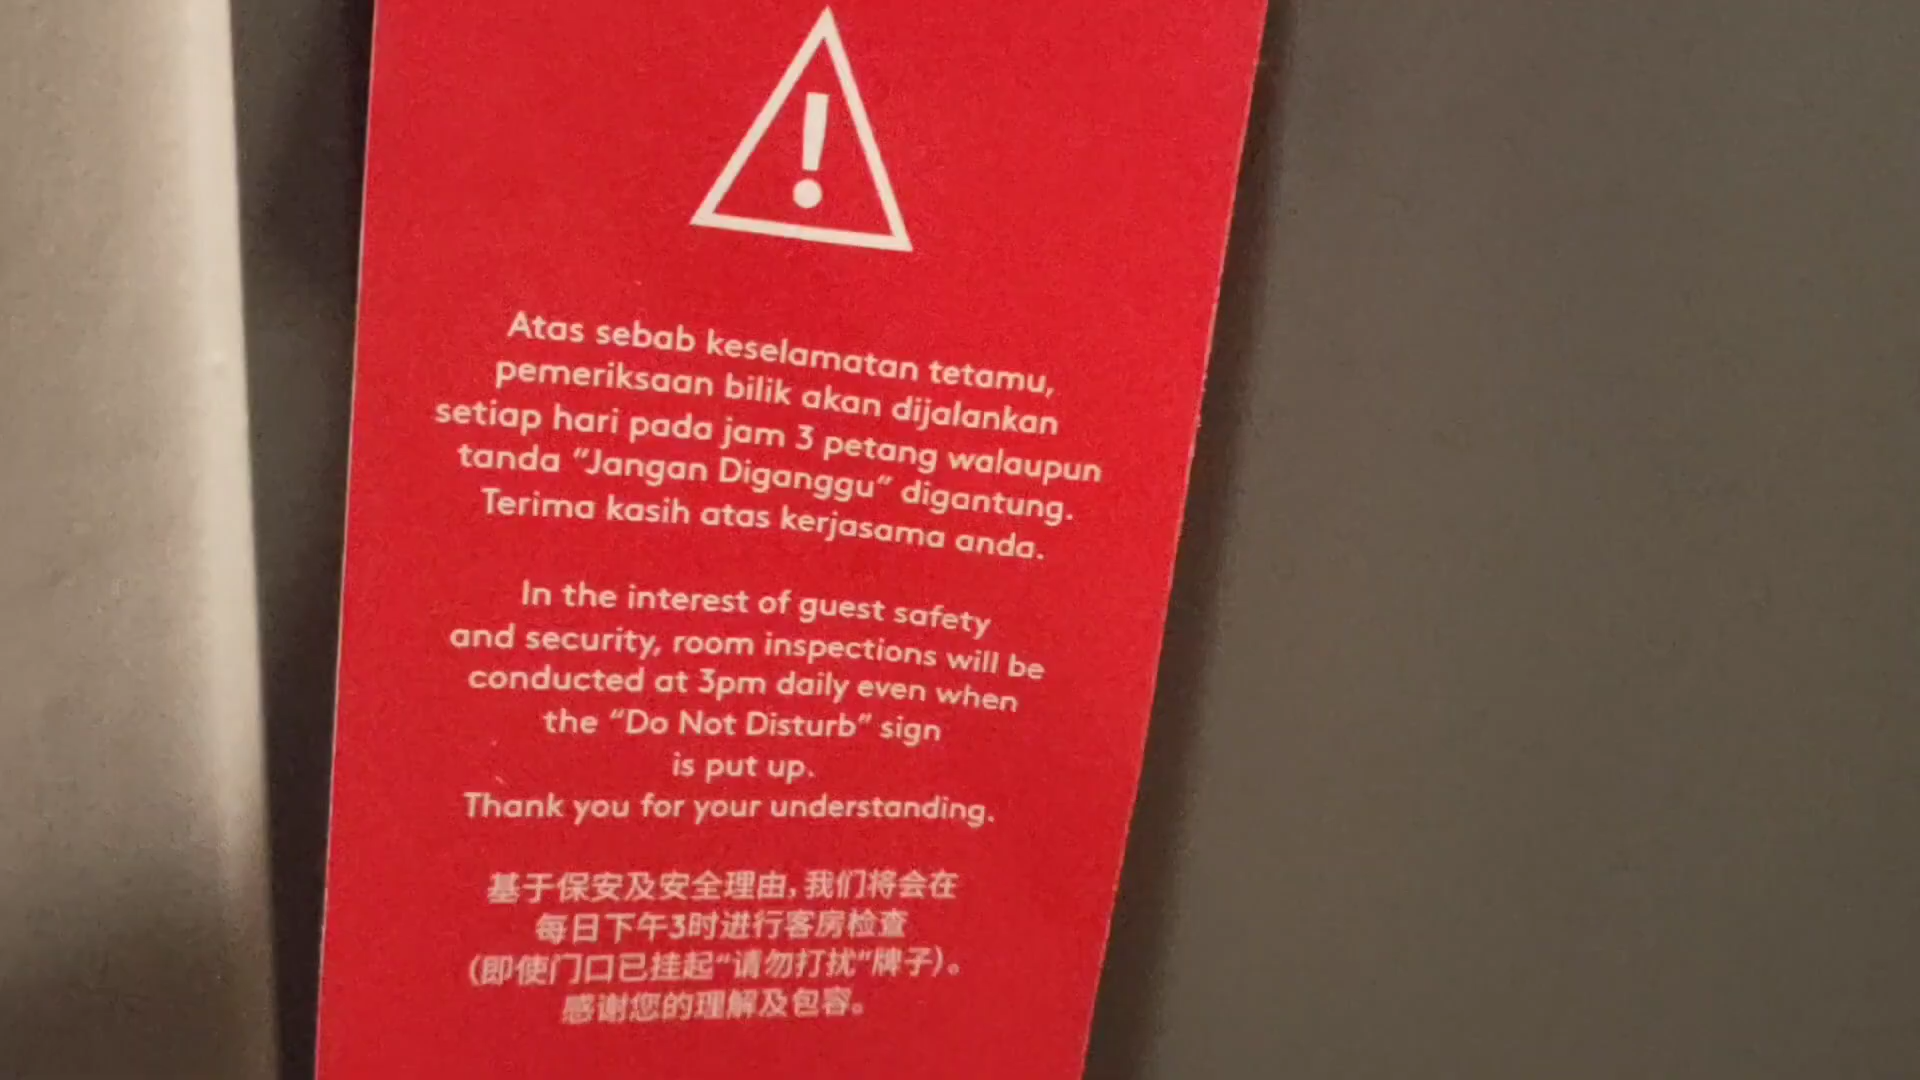 Atas sebab keselamatan tetamu,
pemeriksaan bilik akan dijalankan
setiap hari pada jam 3 petang walaupun
tanda “Jangan Diganggu” digantung.
Terima kasih atas kerjasama anda.
In the interest of guest safety
and security, room inspections will be
conducted at 3pm daily even when
the “Do Not Disturb” sign
is put up.
Thank you for your understanding.
基于保安及安全理由，我们将会在
每日下午3时进行客房检查
（即使门口已挂起“请勿打扰”牌子）。
感谢您的理解及包容。